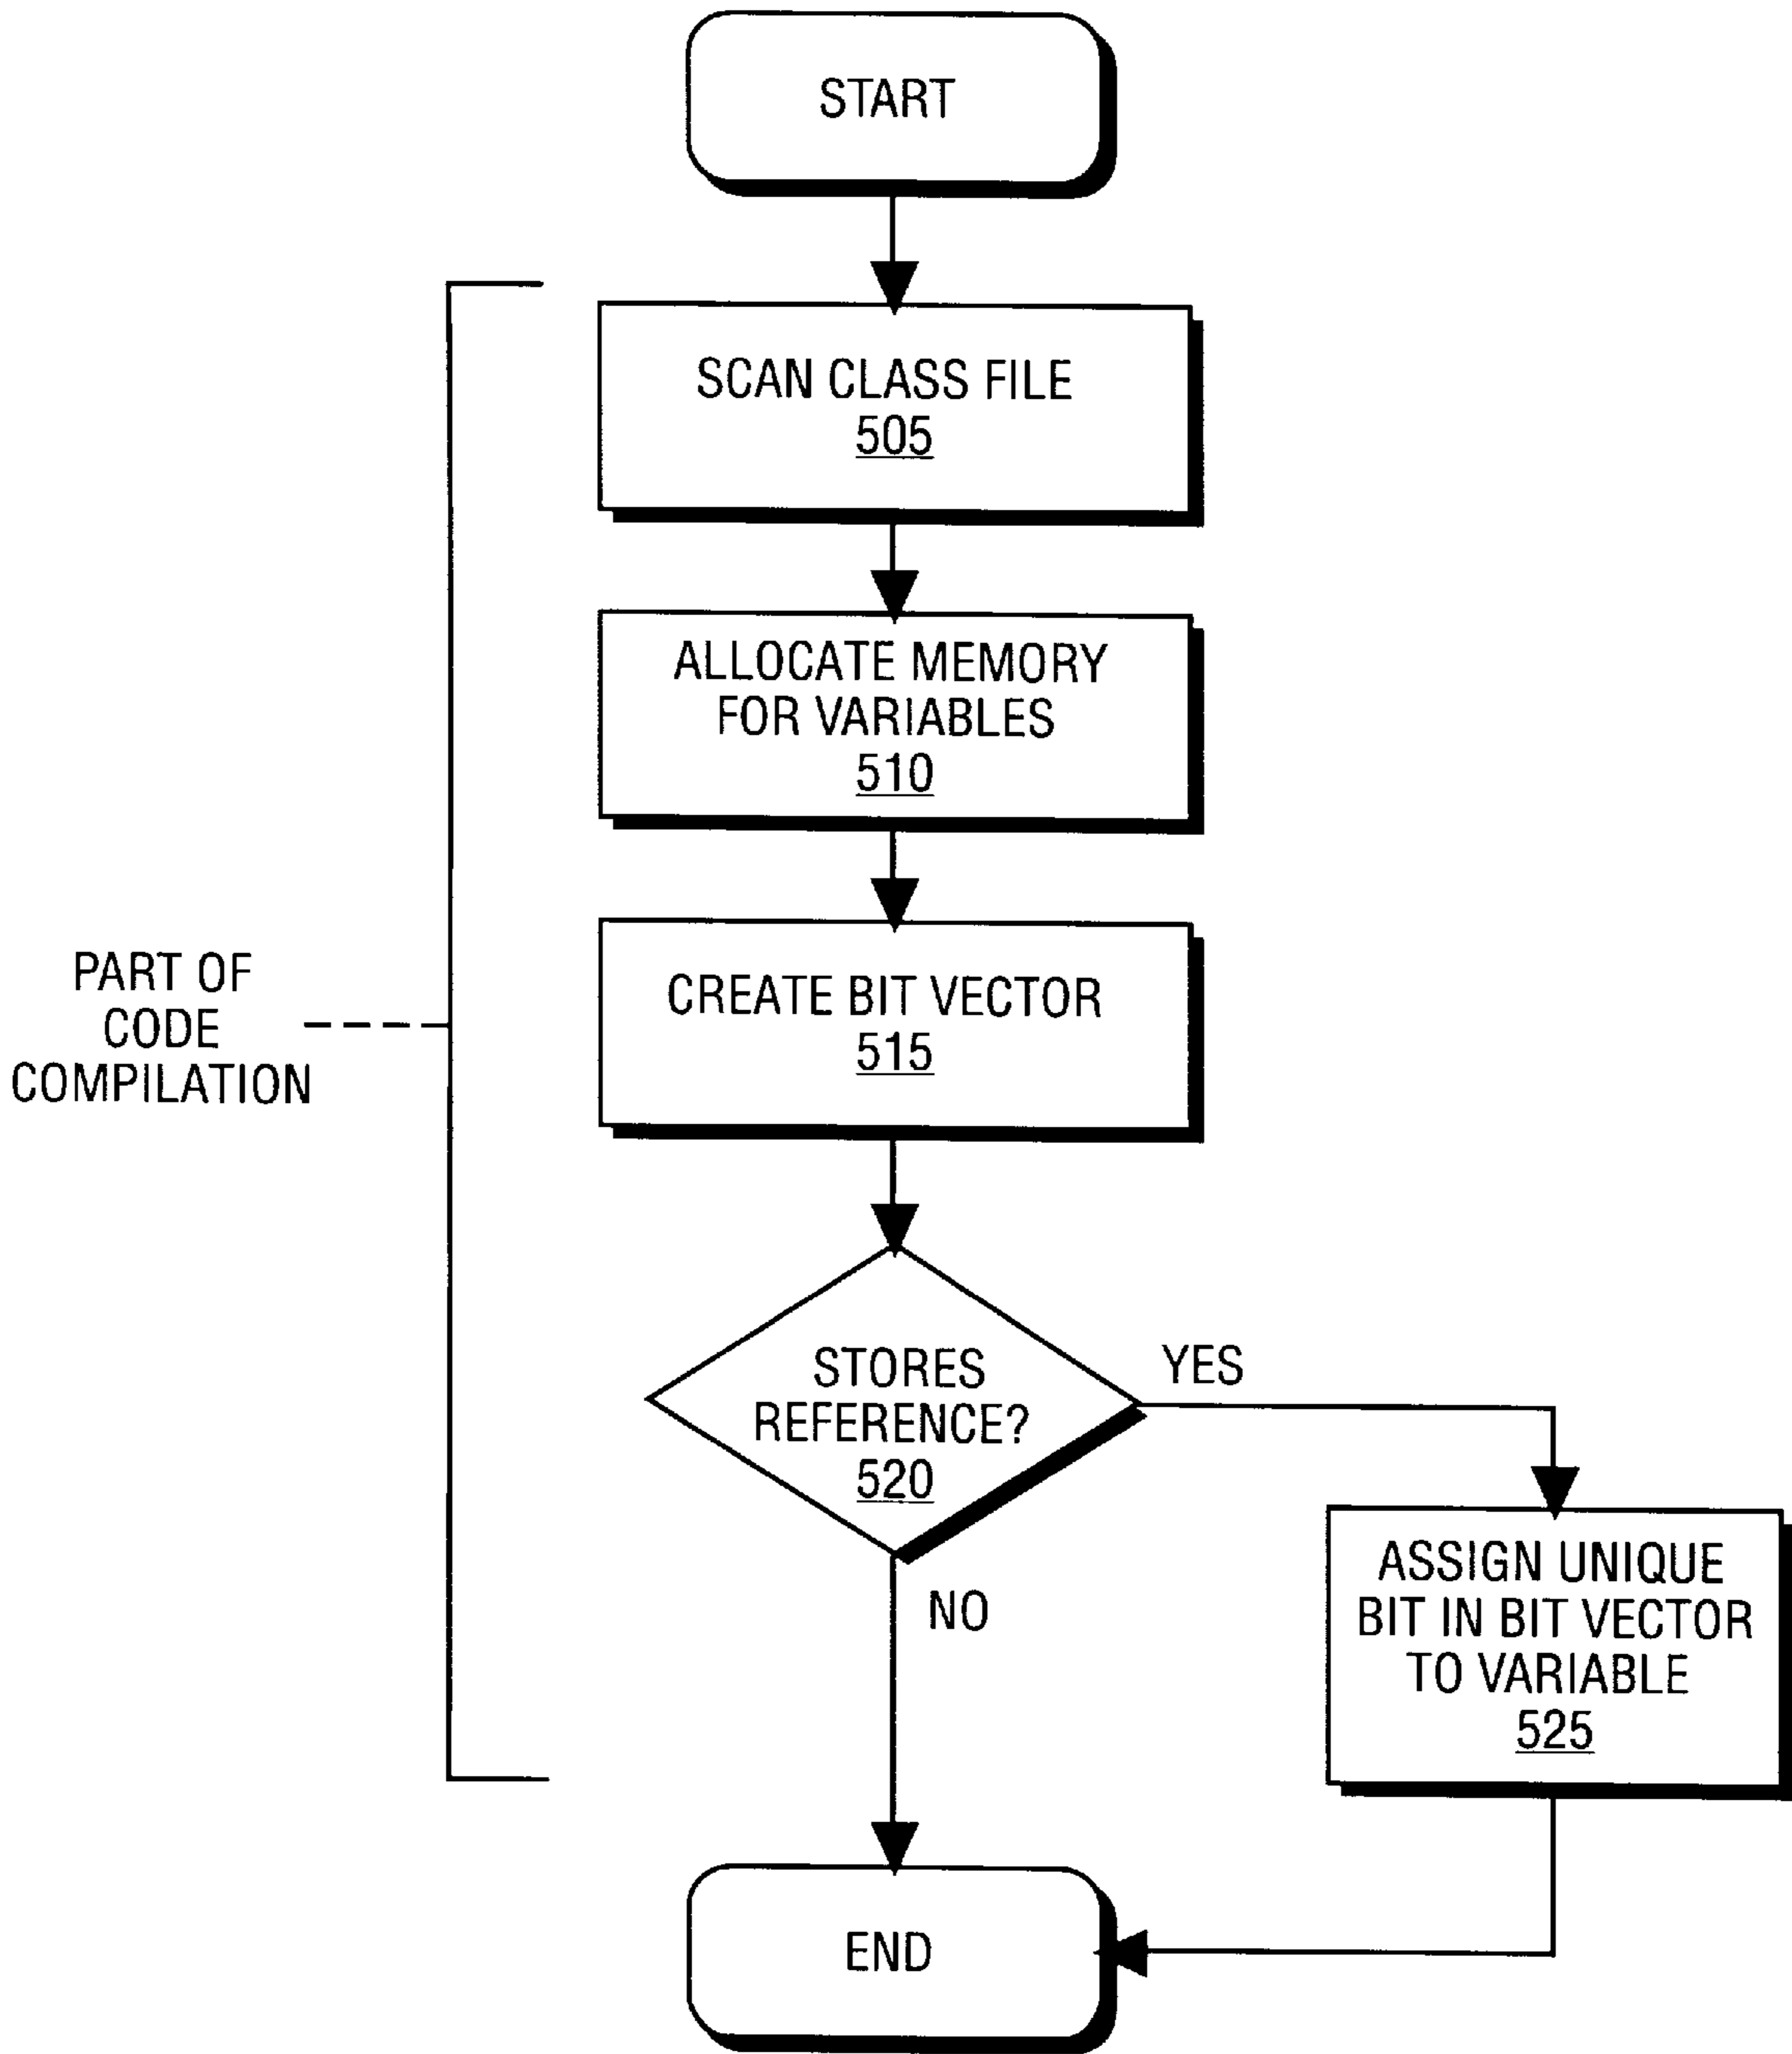 START
SCAN CLASS FILE
505
ALLOCATE MEMORY
FOR VARIABLES
510
PART OF
CODE
COMPILATION
CREATE BIT VECTOR
515
STORES
REFERENCE?
520
YES
NO
ASSIGN UNIQUE
BIT IN BIT VECTOR
TO VARIABLE
525
END